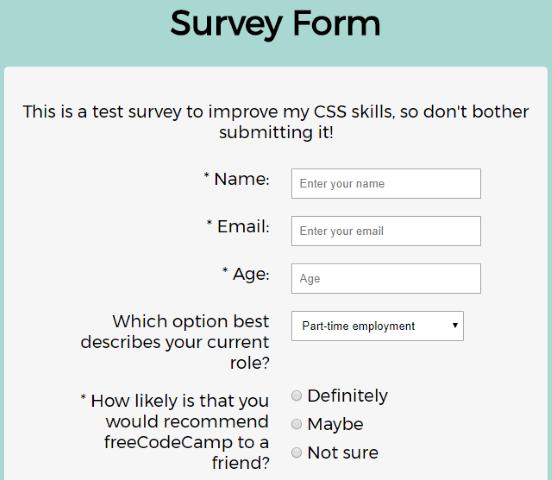 Survey Form
This is a test survey to improve my CSS skills, so don't bother
submitting it!
* Name:
Enter your name
* Email:
Enter your email
* Age:
Age
Which option best
describes your current
role?
Part-time employment
* How likely is that you
would recommend
freeCodeCamp to a
friend?
Definitely
Maybe
Not sure